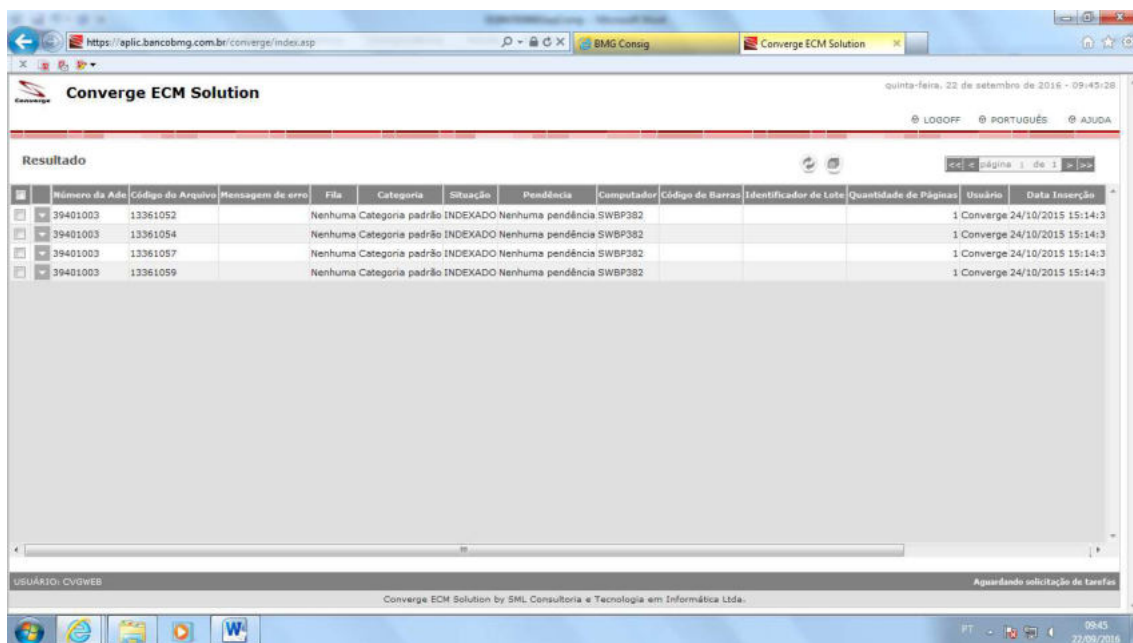 https://aplic.bancobmg.com.br/converge/index.asp
BMG Consig
Converge ECM Solution
Converge
Converge ECM Solution
quinta-feira, 22 de setembro de 2016 - 09:45:28
LOGOFF PORTUGUÊS AJUDA
Resultado
<< < página 1 de 1 > >>
Número da Ade Código do Arquivo Mensagem de erro Fila Categoria Situação Pendência Computador Código de Barras Identificador de Lote Quantidade de Páginas Usuário Data Inserção
39401003 13361052 Nenhuma Categoria padrão INDEXADO Nenhuma pendência SWBP382 1 Converge 24/10/2015 15:14:3
39401003 13361054 Nenhuma Categoria padrão INDEXADO Nenhuma pendência SWBP382 1 Converge 24/10/2015 15:14:3
39401003 13361057 Nenhuma Categoria padrão INDEXADO Nenhuma pendência SWBP382 1 Converge 24/10/2015 15:14:3
39401003 13361059 Nenhuma Categoria padrão INDEXADO Nenhuma pendência SWBP382 1 Converge 24/10/2015 15:14:3
USUÁRIO: CVGWEB
Aguardando solicitação de tarefas
Converge ECM Solution by SML Consultoria e Tecnologia em Informática Ltda.
PT
09:45
22/09/2016